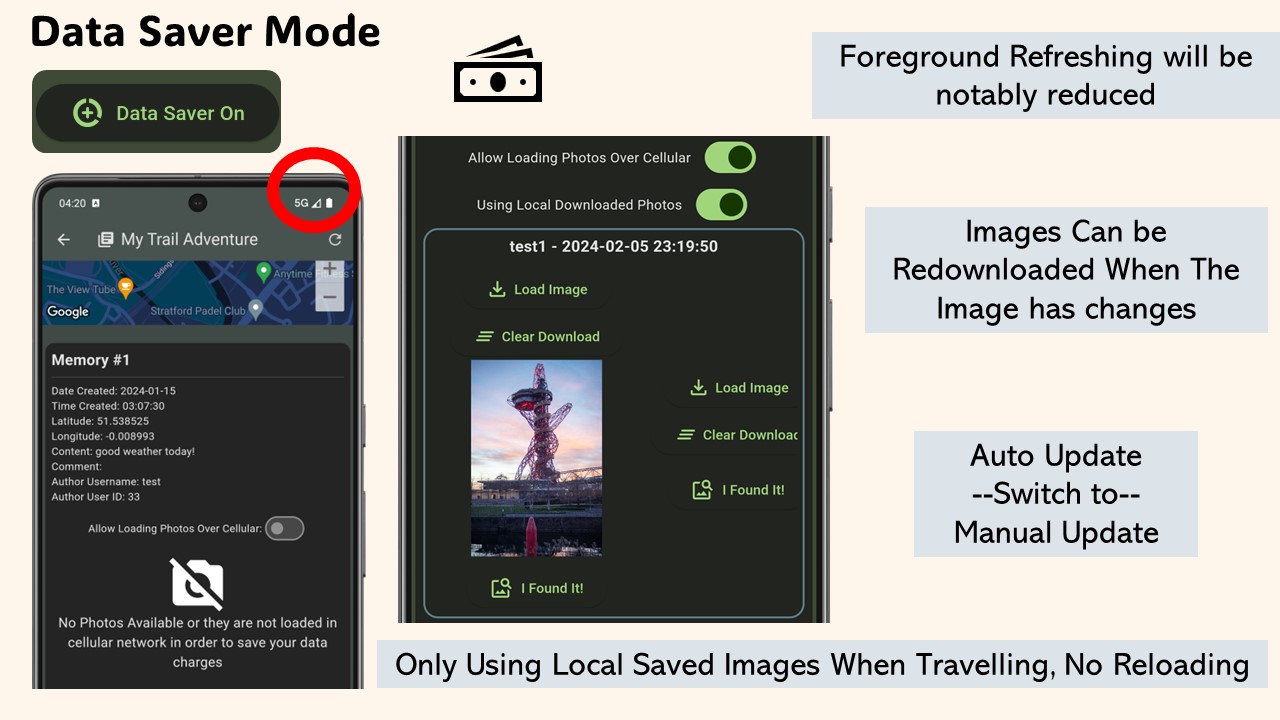 Data Saver Mode
Data Saver On
04:20
5G
My Trail Adventure
The View Tube
Sidings
Anytime Fitness S
Stratford Padel Club
Google
Memory #1
Date Created: 2024-01-15
Time Created: 03:07:30
Latitude: 51.538525
Longitude: -0.008993
Content: good weather today!
Comment:
Author Username: test
Author User ID: 33
Allow Loading Photos Over Cellular:
No Photos Available or they are not loaded in
cellular network in order to save your data
charges
Allow Loading Photos Over Cellular
Using Local Downloaded Photos
test1 - 2024-02-05 23:19:50
Load Image
Clear Download
I Found It!
Load Image
Clear Downloac
I Found It!
Foreground Refreshing will be
notably reduced
Images Can be
Redownloaded When The
Image has changes
Auto Update
--Switch to--
Manual Update
Only Using Local Saved Images When Travelling, No Reloading